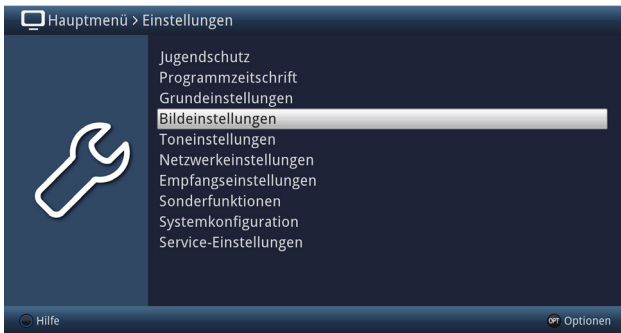 Hauptmenü > Einstellungen
Jugendschutz
Programmzeitschrift
Grundeinstellungen
Bildeinstellungen
Toneinstellungen
Netzwerkeinstellungen
Empfangseinstellungen
Sonderfunktionen
Systemkonfiguration
Service-Einstellungen
Hilfe
OPT Optionen